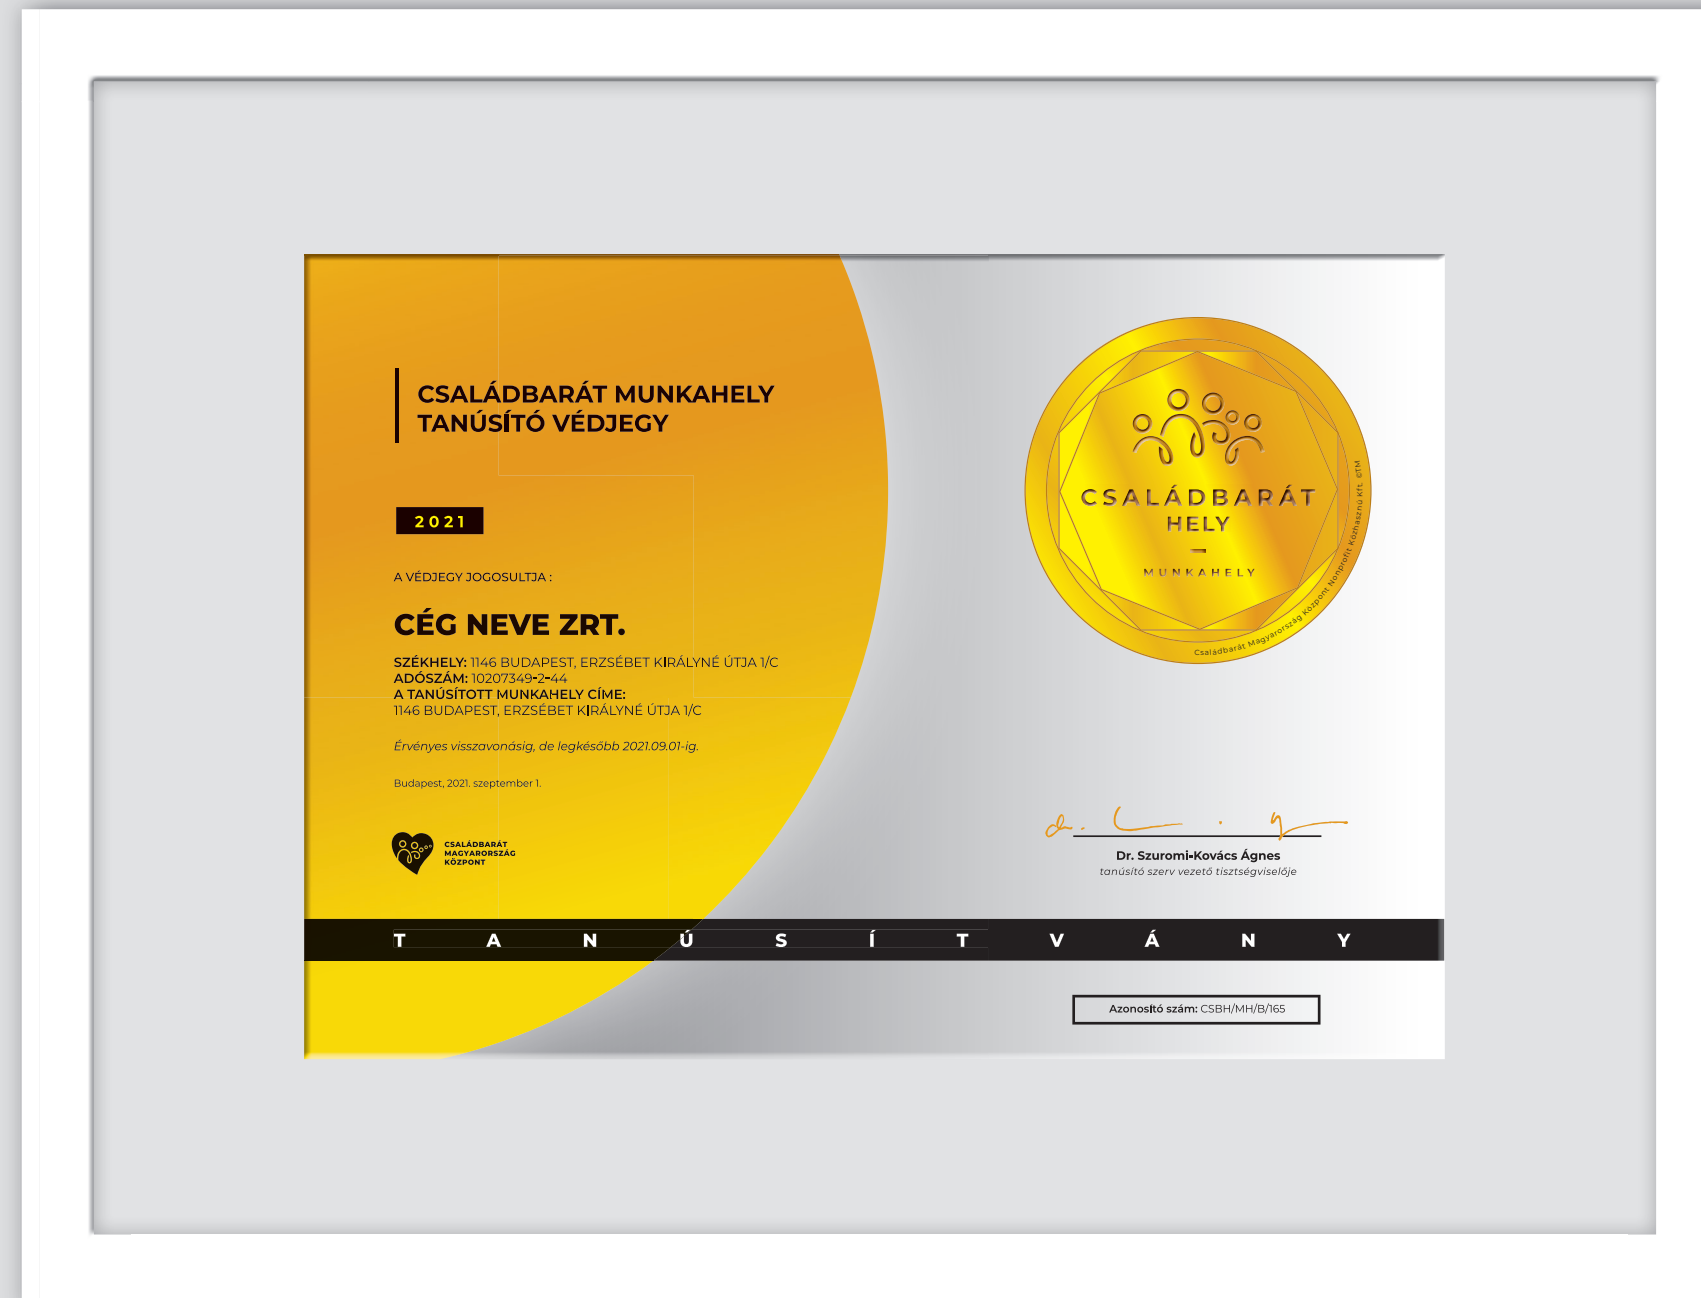 CSALÁDBARÁT MUNKAHELY
TANÚSÍTÓ VÉDJEGY
2021
A VÉDJEGY JOGOSULTJA :
CÉG NEVE ZRT.
SZÉKHELY: 1146 BUDAPEST, ERZSÉBET KIRÁLYNÉ ÚTJA 1/C
ADÓSZÁM: 10207349-2-44
A TANÚSÍTOTT MUNKAHELY CÍME:
1146 BUDAPEST, ERZSÉBET KIRÁLYNÉ ÚTJA 1/C
Érvényes visszavonásig, de legkésőbb 2021.09.01-ig.
Budapest, 2021. szeptember 1.
CSALÁDBARÁT
MAGYARORSZÁG
KÖZPONT
CSALÁDBARÁT
HELY
MUNKAHELY
Családbarát Magyarország Központ Nonprofit Közhasznú Kft. ©TM
Dr. Szuromi-Kovács Ágnes
tanúsító szerv vezető tisztségviselője
TANÚSÍTVÁNY
Azonosító szám: CSBH/MH/B/165